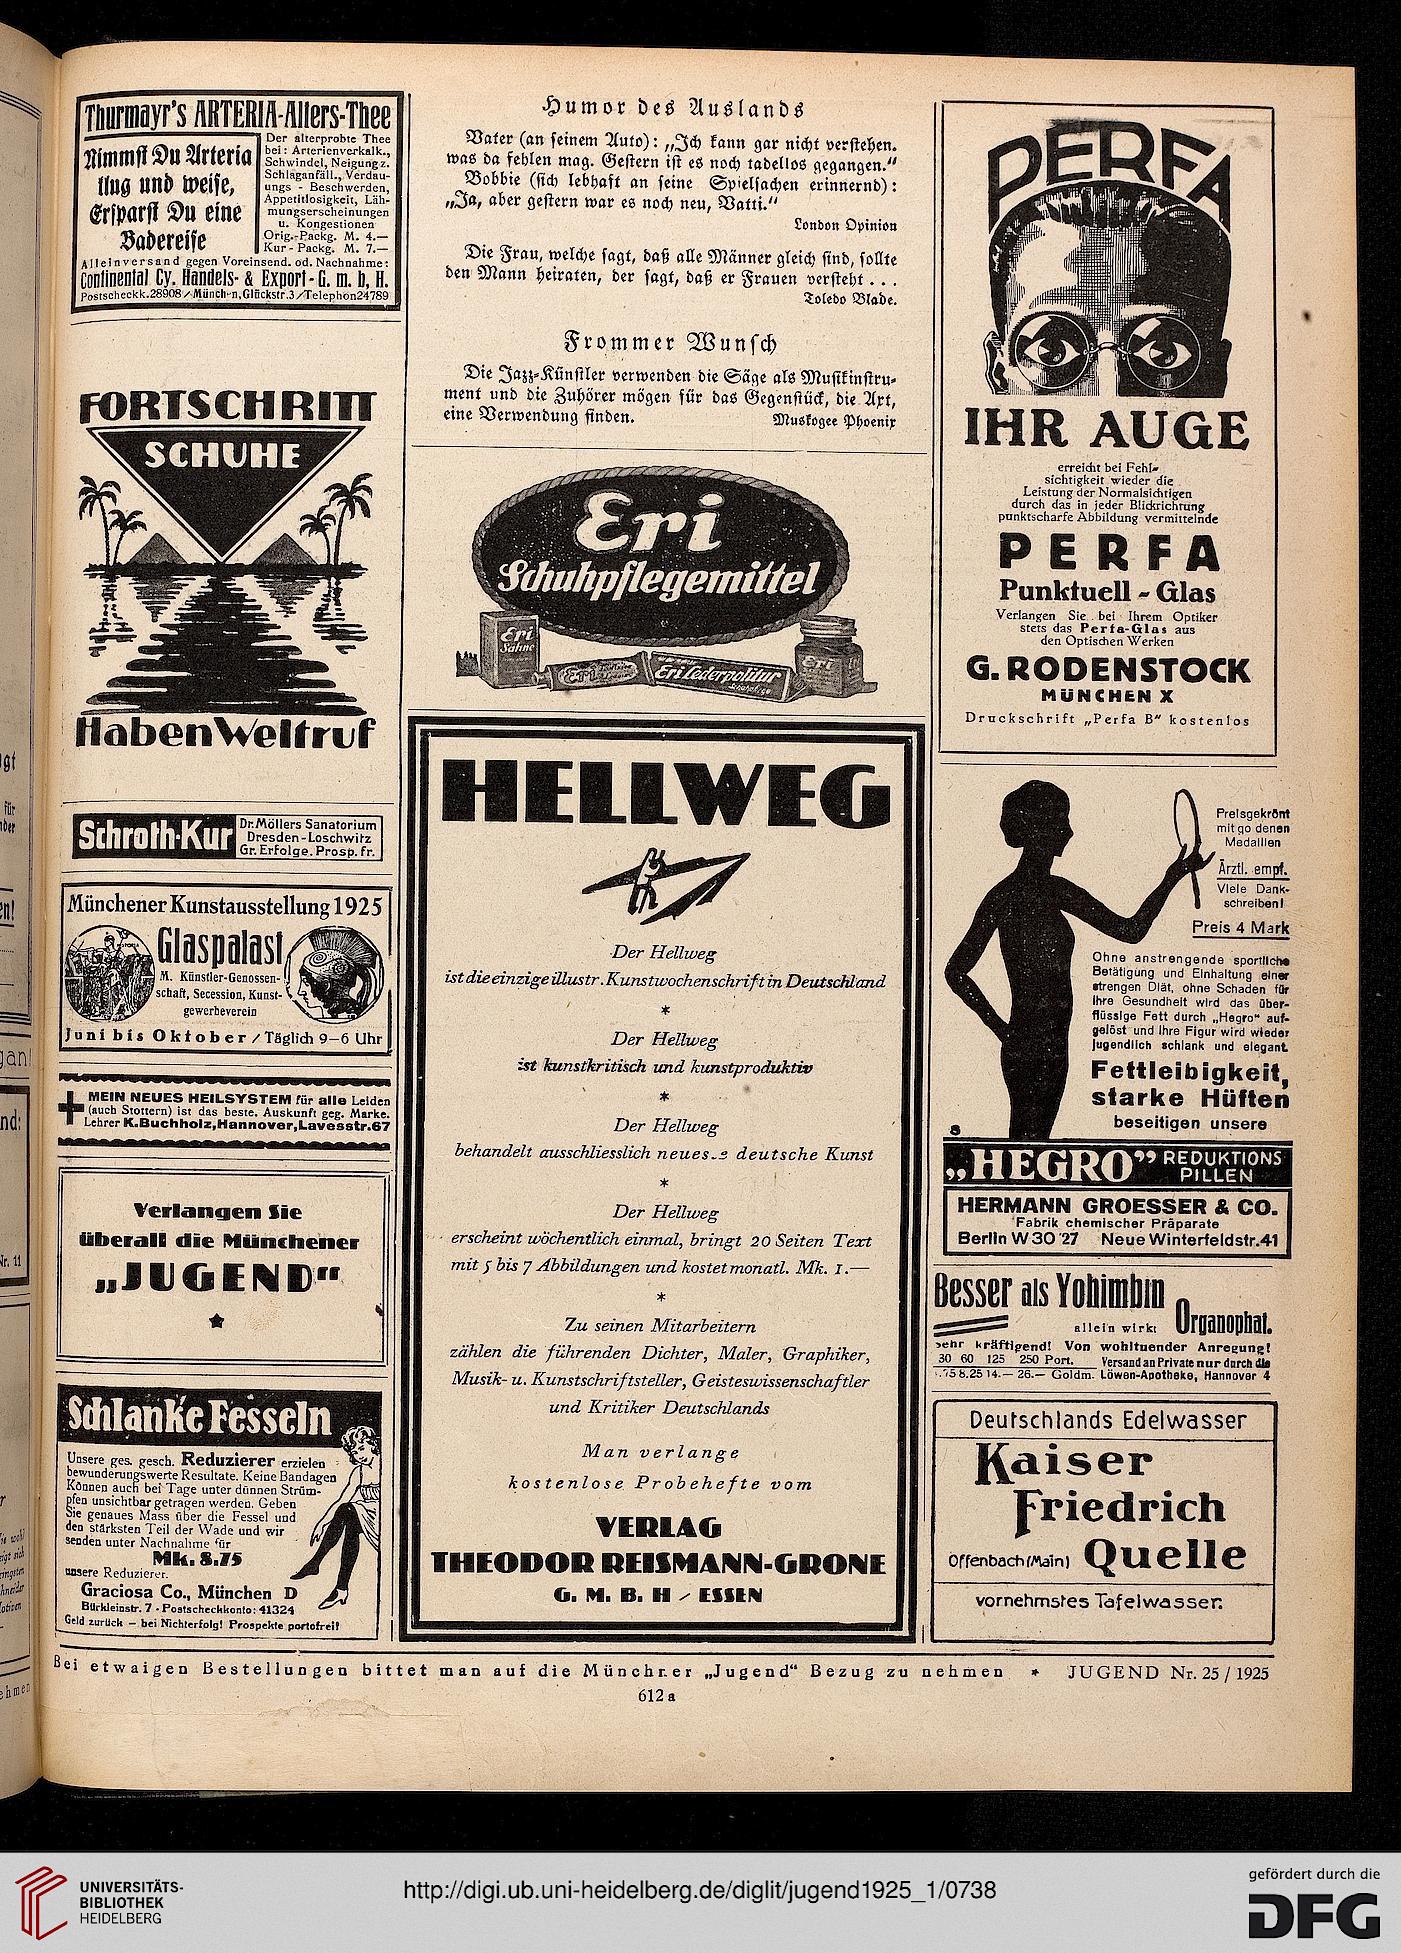 Thurmayr's ARTERIA-Alters-Thee
Nimmst Du Arteria
klug und weise,
Ersparst Du eine
Badereise
Der alterprobte Thee
bei: Arterienverkalk.,
Schwindel, Neigung z.
Schlaganfäll., Verdau-
ungs - Beschwerden,
Appetitlosigkeit, Läh-
mungserscheinungen
u. Kongestionen
Orig.-Packg. M. 4.—
Kur - Packg. M. 7.—
Alleinversand gegen Voreinsend. od. Nachnahme:
Continental Cy. Handels- & Export-G. m. b. H.
Postscheckk.28908 / München, Glückstr.3 / Telephon24789
FORTSCHRITT
SCHUHE
Haben Weltruf
Schroth-Kur
Dr. Möllers Sanatorium
Dresden-Loschwitz
Gr. Erfolge. Prosp. fr.
Münchener Kunstausstellung 1925
Glaspalast
M. Künstler-Genossen-
schaft, Secession, Kunst-
gewerbeverein
Juni bis Oktober / Täglich 9–6 Uhr
MEIN NEUES HEILSYSTEM für alle Leiden
(auch Stottern) ist das beste. Auskunft geg. Marke.
Lehrer K.Buchholz,Hannover,Lavesstr.67
Verlangen Sie
überall die Münchener
„JUGEND“
Schlanke Fesseln
Unsere ges. gesch. Reduzierer erzielen
bewunderungswerte Resultate. Keine Bandagen
Können auch bei Tage unter dünnen Strüm-
pfen unsichtbar getragen werden. Geben
Sie genaues Mass über die Fessel und
den stärksten Teil der Wade und wir
senden unter Nachnahme für
Mk. 8.75
unsere Reduzierer.
Graciosa Co., München D
Bürkleinstr. 7 · Postscheckkonto: 41324
Geld zurück — bei Nichterfolg! Prospekte portofrei!
Humor des Auslands
Vater (an seinem Auto): „Ich kann gar nicht verstehen,
was da fehlen mag. Gestern ist es noch tadellos gegangen.“
Bobbie (sich lebhaft an seine Spielsachen erinnernd):
„Ja, aber gestern war es noch neu, Vatti.“
London Opinion
Die Frau, welche sagt, daß alle Männer gleich sind, sollte
den Mann heiraten, der sagt, daß er Frauen versteht . . .
Toledo Blade.
Frommer Wunsch
Die Jazz-Künstler verwenden die Säge als Musikinstru-
ment und die Zuhörer mögen für das Gegenstück, die Axt,
eine Verwendung finden.
Muskogee Phoenix
Eri
Schuhpflegemittel
Eri
Sahne
Eri
Eri Lederpolitur
Eri
HELLWEG
Der Hellweg
ist die einzige illustr. Kunstwochenschrift in Deutschland
*
Der Hellweg
ist kunstkritisch und kunstproduktiv
*
Der Hellweg
behandelt ausschliesslich neueste deutsche Kunst
*
Der Hellweg
erscheint wöchentlich einmal, bringt 20 Seiten Text
mit 5 bis 7 Abbildungen und kostet monatl. Mk. 1.—
*
Zu seinen Mitarbeitern
zählen die führenden Dichter, Maler, Graphiker,
Musik- u. Kunstschriftsteller, Geisteswissenschaftler
und Kritiker Deutschlands
Man verlange
kostenlose Probehefte vom
VERLAG
THEODOR REISMANN-GRONE
G. M. B. H / ESSEN
PERFA
IHR AUGE
erreicht bei Fehl-
sichtigkeit wieder die
Leistung der Normalsichtigen
durch das in jeder Blickrichtung
punktscharfe Abbildung vermittelnde
PERFA
Punktuell - Glas
Verlangen Sie bei Ihrem Optiker
stets das Perfa-Glas aus
den Optischen Werken
G. RODENSTOCK
MÜNCHEN X
Druckschrift „Perfa B“ kostenlos
Preisgekrönt
mit goldenen
Medaillen
Ärztl. empf.
Viele Dank-
schreiben!
Preis 4 Mark
Ohne anstrengende sportliche
Betätigung und Einhaltung einer
strengen Diät, ohne Schaden für
Ihre Gesundheit wird das über-
flüssige Fett durch „Hegro“ auf-
gelöst und Ihre Figur wird wieder
jugendlich schlank und elegant.
Fettleibigkeit,
starke Hüften
beseitigen unsere
„HEGRO” REDUKTIONS
PILLEN
HERMANN GROESSER & CO.
Fabrik chemischer Präparate
Berlin W 30 '27 Neue Winterfeldstr.41
Besser als Yohimbin
allein wirkt Organophat.
sehr kräftigend! Von wohltuender Anregung!
30 60 125 250 Port. Versand an Private nur durch die
8.25 14.— 26.— Goldm. Löwen-Apotheke, Hannover 4
Deutschlands Edelwasser
Kaiser
Friedrich
Offenbach (Main) Quelle
vornehmstes Tafelwasser.
Bei etwaigen Bestellungen bittet man auf die Münchner „Jugend“ Bezug zu nehmen * JUGEND Nr. 25 / 1925
612 a
UNIVERSITÄTS-
BIBLIOTHEK
HEIDELBERG
http://digi.ub.uni-heidelberg.de/diglit/jugend1925_1/0738
gefördert durch die
DFG